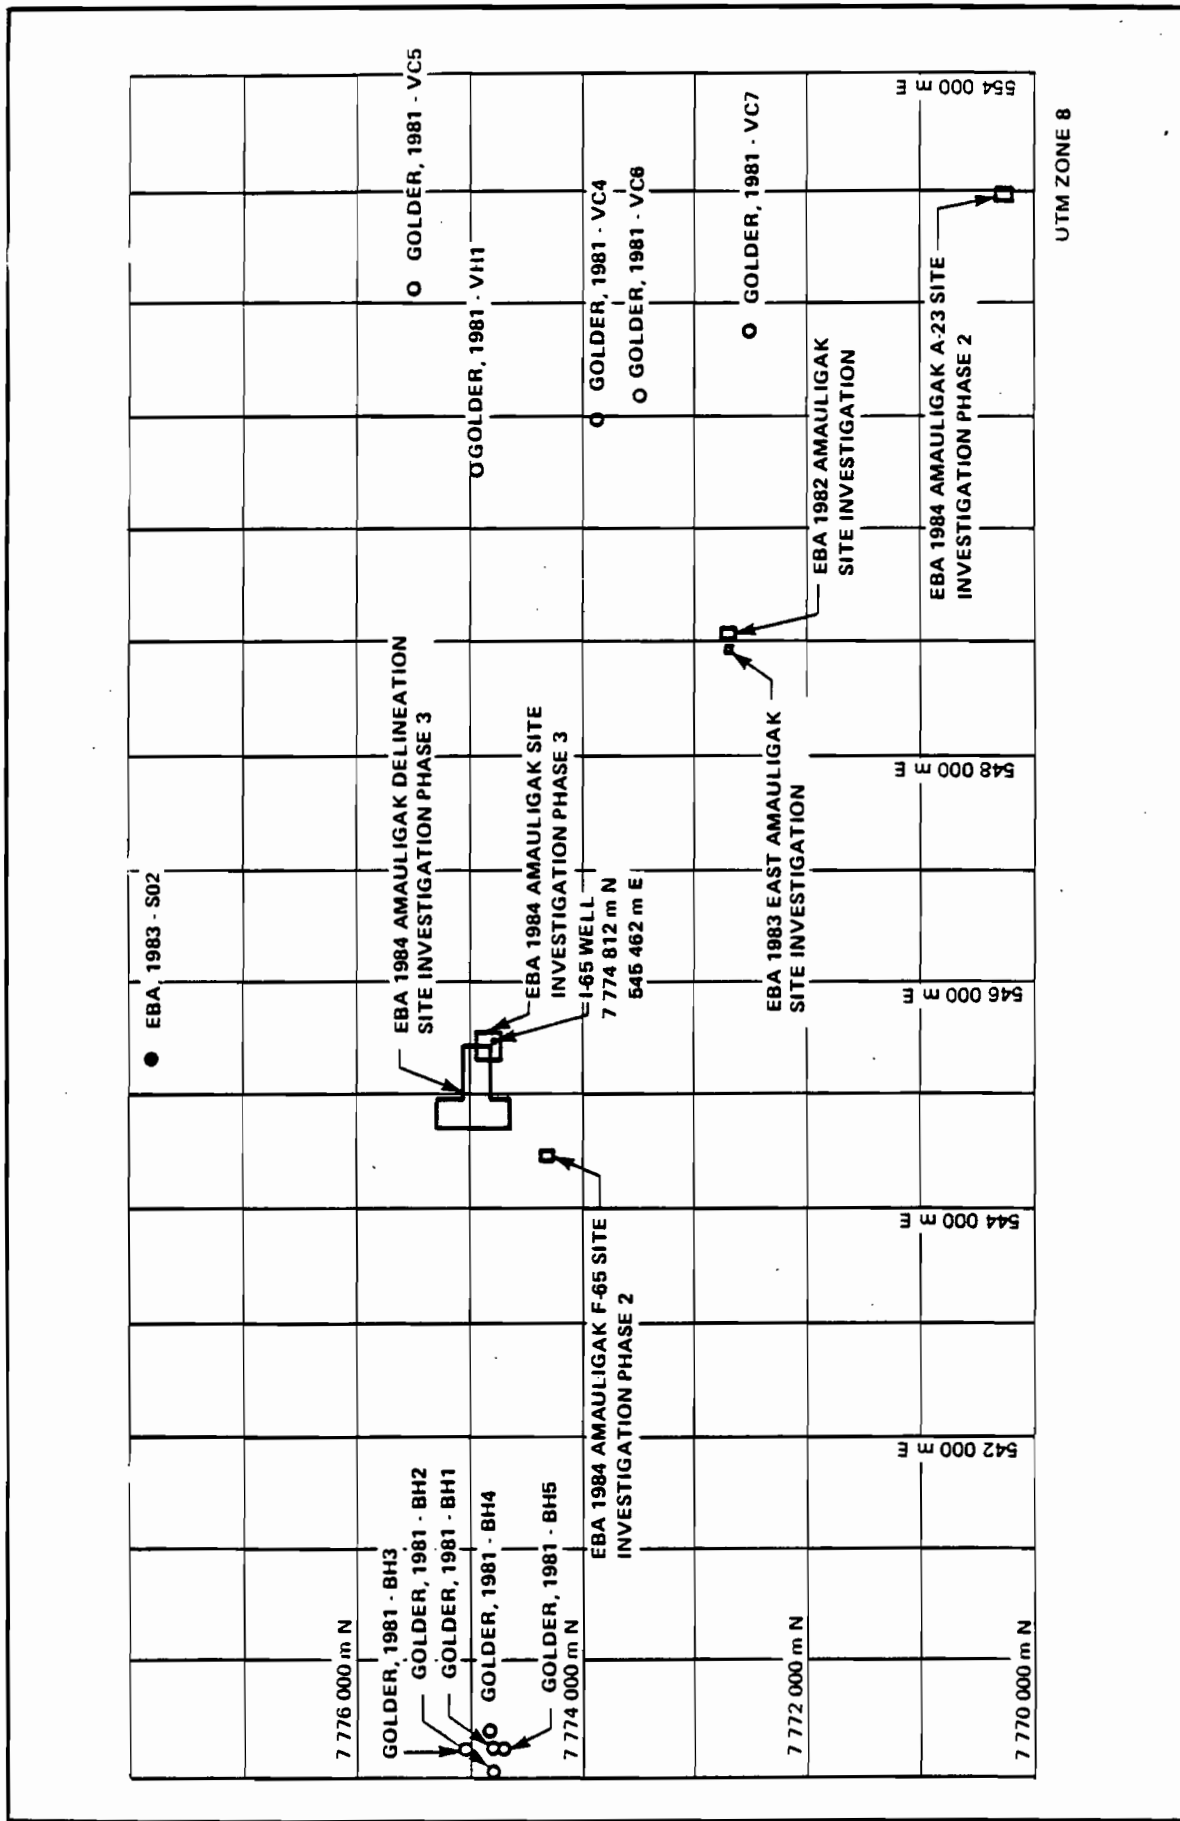 EBA, 1983 - S02
GOLDER, 1981 - VC5
GOLDER, 1981 - VH1
GOLDER, 1981 - VC4
GOLDER, 1981 - VC6
GOLDER, 1981 - VC7
EBA 1984 AMAULIGAK DELINEATION
SITE INVESTIGATION PHASE 3
EBA 1984 AMAULIGAK SITE
INVESTIGATION PHASE 3
I-65 WELL
7 774 812 m N
545 462 m E
EBA 1982 AMAULIGAK
SITE INVESTIGATION
EBA 1983 EAST AMAULIGAK
SITE INVESTIGATION
EBA 1984 AMAULIGAK A-23 SITE
INVESTIGATION PHASE 2
EBA 1984 AMAULIGAK F-65 SITE
INVESTIGATION PHASE 2
GOLDER, 1981 - BH3
GOLDER, 1981 - BH2
GOLDER, 1981 - BH1
GOLDER, 1981 - BH4
GOLDER, 1981 - BH5
7 776 000 m N
7 774 000 m N
7 772 000 m N
7 770 000 m N
542 000 m E
544 000 m E
546 000 m E
548 000 m E
554 000 m E
UTM ZONE 8